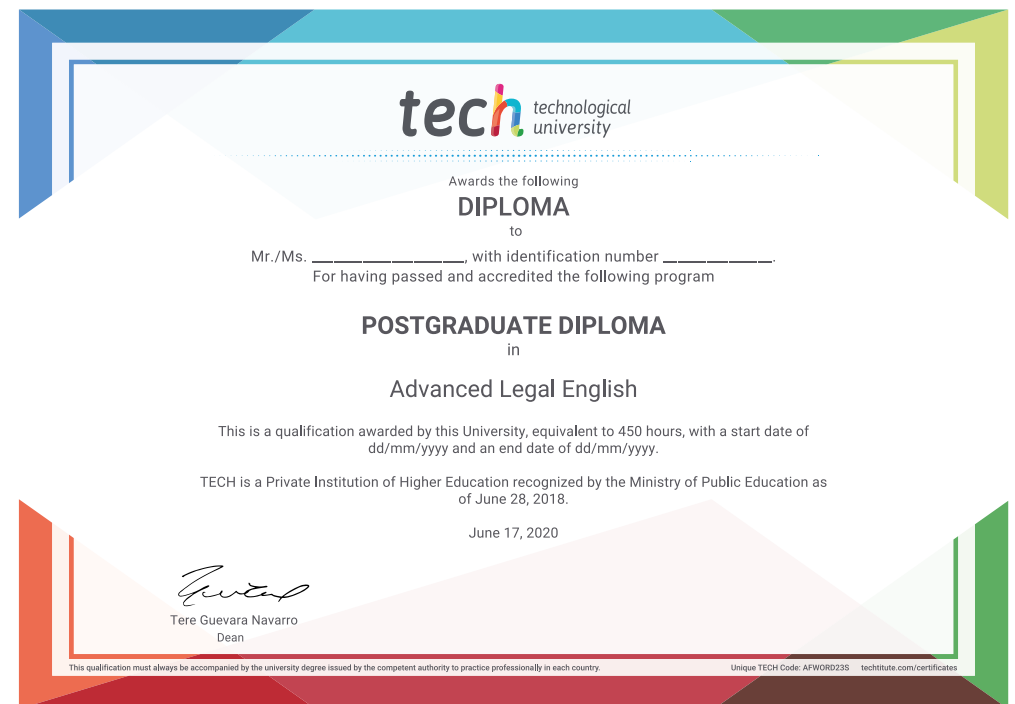 tech technological
university
Awards the following
DIPLOMA
to
Mr./Ms. ____________________, with identification number ______________.
For having passed and accredited the following program
POSTGRADUATE DIPLOMA
in
Advanced Legal English
This is a qualification awarded by this University, equivalent to 450 hours, with a start date of
dd/mm/yyyy and an end date of dd/mm/yyyy.
TECH is a Private Institution of Higher Education recognized by the Ministry of Public Education as
of June 28, 2018.
June 17, 2020
Tere Guevara Navarro
Dean
This qualification must always be accompanied by the university degree issued by the competent authority to practice professionally in each country.
Unique TECH Code: AFWORD23S techtitute.com/certificates